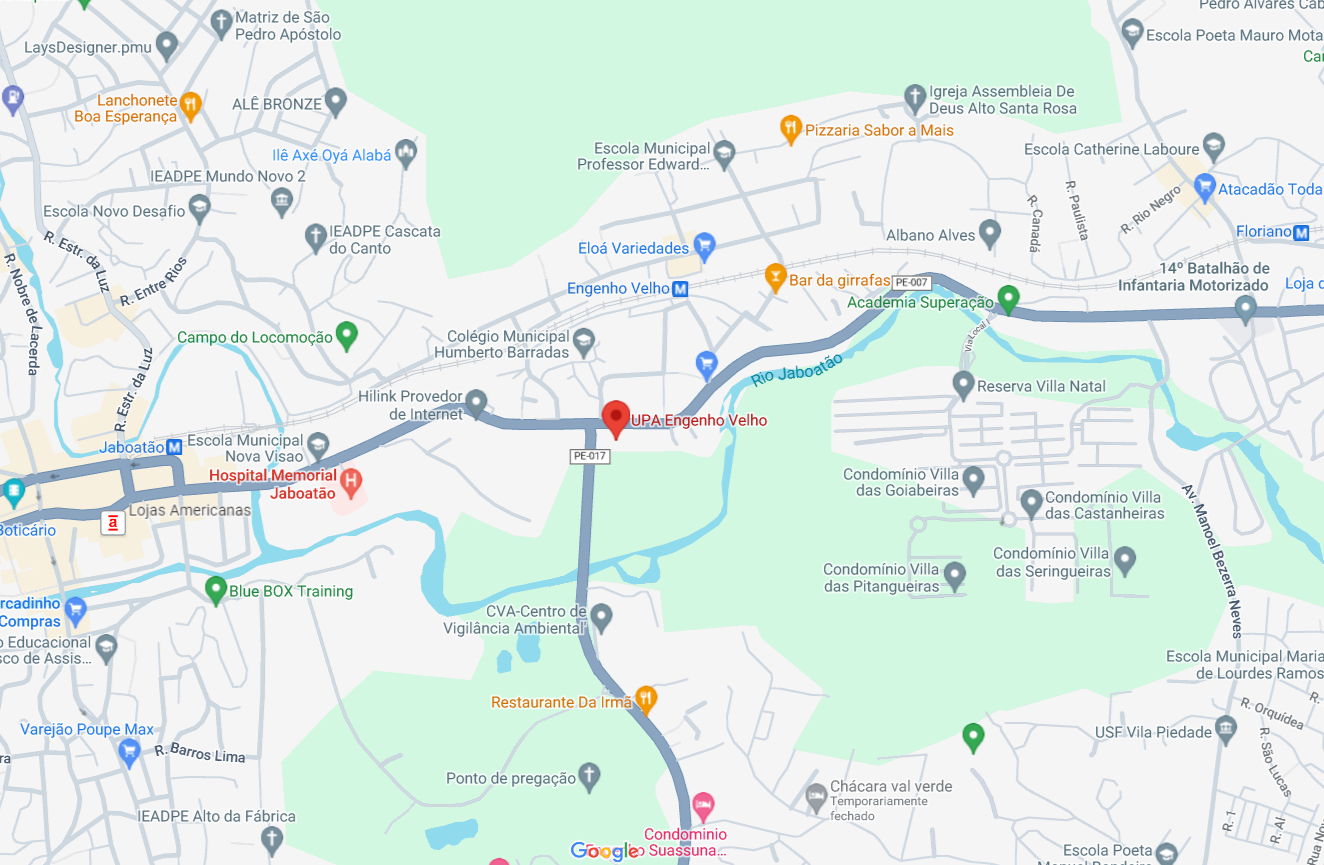 Matriz de São
Pedro Apóstolo
Pedro Álvares Cab
LaysDesigner.pmu
Escola Poeta Mauro Mota
Car
Lanchonete
Boa Esperança
ALÊ BRONZE
Igreja Assembleia De
Deus Alto Santa Rosa
Pizzaria Sabor a Mais
Ilê Axé Oyá Alabá
Escola Municipal
Professor Edward...
Escola Catherine Laboure
IEADPE Mundo Novo 2
Escola Novo Desafio
R. Paulista
R. Rio Negro
Atacadão Toda
R. Canadá
IEADPE Cascata
do Canto
Albano Alves
Floriano
M
R. Estr. da Luz
R. Nobre de Lacerda
R. Entre Rios
Eloá Variedades
Engenho Velho
M
Bar da girrafas
PE-007
14º Batalhão de
Infantaria Motorizado
Loja d
Academia Superação
Via Local I
Campo do Locomoção
Colégio Municipal
Humberto Barradas
Rio Jaboatão
R. Estr. da Luz
Hilink Provedor
de Internet
Reserva Villa Natal
UPA Engenho Velho
Jaboatão
M
Escola Municipal
Nova Visao
PE-017
Hospital Memorial
Jaboatão
H
Condomínio Villa
das Goiabeiras
Condomínio Villa
das Castanheiras
Lojas Americanas
a
Boticário
Av. Manoel Bezerra Neves
Condomínio Villa
das Seringueiras
Condomínio Villa
das Pitangueiras
Blue BOX Training
rcadinho
Compras
CVA-Centro de
Vigilância Ambiental
o Educacional
sco de Assis...
Escola Municipal Maria
de Lourdes Ramos
Restaurante Da Irmã
R. Orquídea
R.
Varejão Poupe Max
R. Barros Lima
ra
USF Vila Piedade
R. São Lucas
Ponto de pregação
Chácara val verde
Temporariamente
fechado
IEADPE Alto da Fábrica
R. 1
R. Al
Rua Nov
Condominio
o Suassuna...
Google
Escola Poeta
Manuel Bandeira